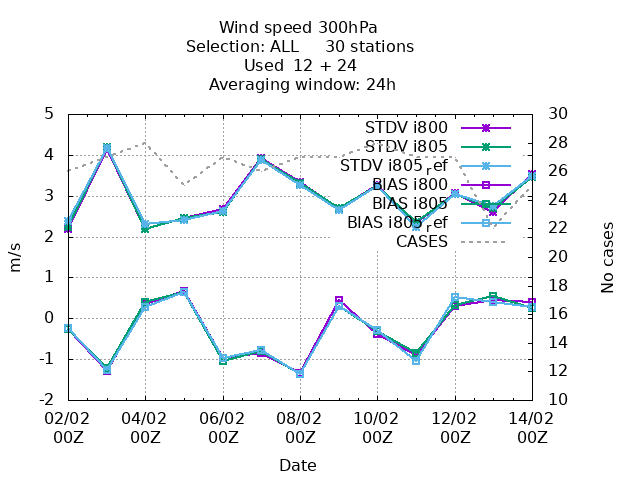 Wind speed 300hPa
Selection: ALL 30 stations
Used 12 + 24
Averaging window: 24h
5
4
3
2
1
0
-1
-2
m/s
30
28
26
24
22
20
18
16
14
12
10
No cases
STDV i800
STDV i805
STDV i805ref
BIAS i800
BIAS i805
BIAS i805ref
CASES
02/02 04/02 06/02 08/02 10/02 12/02 14/02
00Z 00Z 00Z 00Z 00Z 00Z 00Z
Date